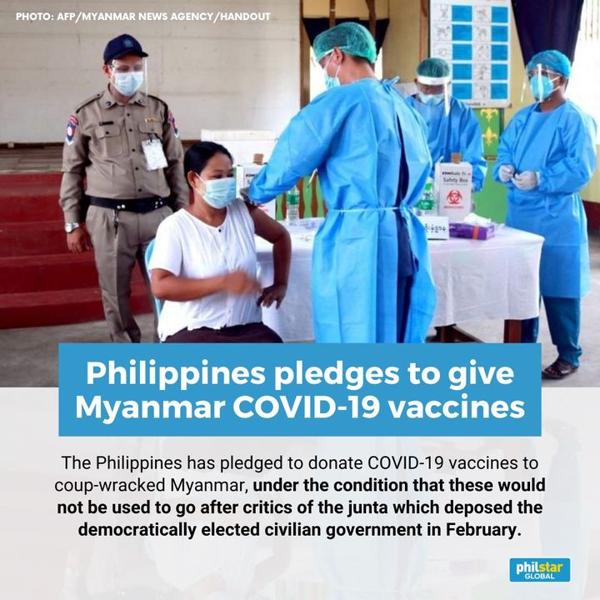 PHOTO: AFP/MYANMAR NEWS AGENCY/HANDOUT
Safety Box
Philippines pledges to give
Myanmar COVID-19 vaccines
The Philippines has pledged to donate COVID-19 vaccines to
coup-wracked Myanmar, under the condition that these would
not be used to go after critics of the junta which deposed the
democratically elected civilian government in February.
philstar
GLOBAL